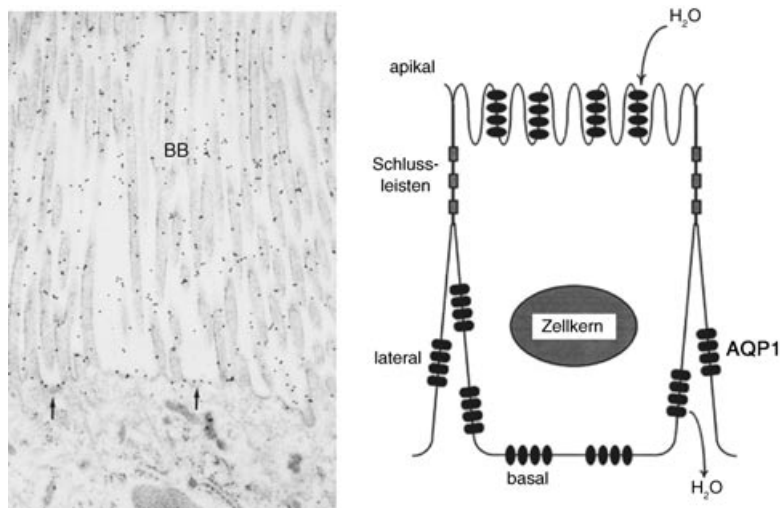 BB
H₂O
apikal
Schluss-
leisten
Zellkern
lateral
AQP1
basal
H₂O